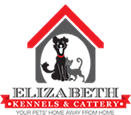 ELIZABETH
KENNELS & CATTERY
YOUR PETS' HOME AWAY FROM HOME